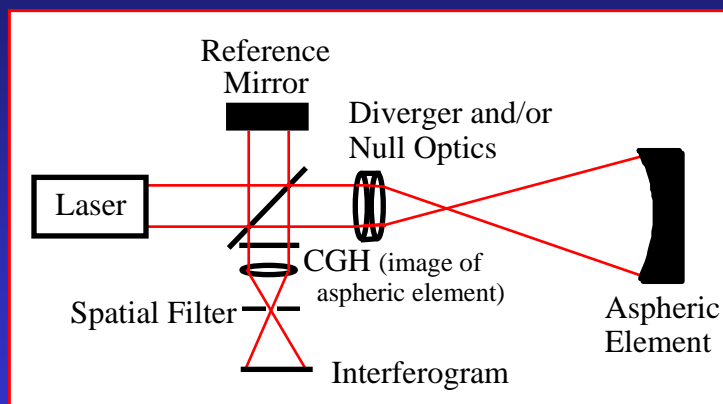 Reference
Mirror
Diverger and/or
Null Optics
Laser
CGH (image of
aspheric element)
Spatial Filter
Aspheric
Element
Interferogram